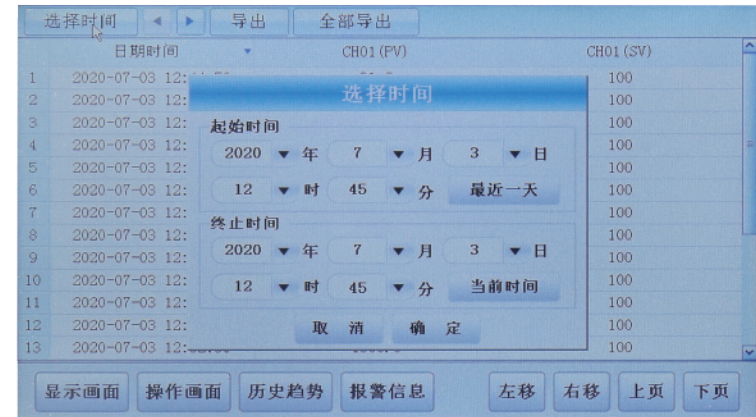 选择时间 导出 全部导出
日期时间 CH01(PV) CH01(SV)
1 2020-07-03 12: 100
2 2020-07-03 12: 100
3 2020-07-03 12: 100
4 2020-07-03 12: 100
5 2020-07-03 12: 100
6 2020-07-03 12: 100
7 2020-07-03 12: 100
8 2020-07-03 12: 100
9 2020-07-03 12: 100
10 2020-07-03 12: 100
11 2020-07-03 12: 100
12 2020-07-03 12: 100
13 2020-07-03 12: 100
选择时间
起始时间
2020 年 7 月 3 日
12 时 45 分 最近一天
终止时间
2020 年 7 月 3 日
12 时 45 分 当前时间
取 消 确 定
显示画面 操作画面 历史趋势 报警信息 左移 右移 上页 下页